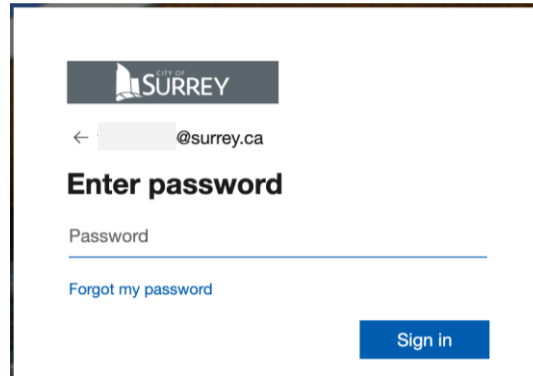 CITY OF
SURREY
@surrey.ca
Enter password
Password
Forgot my password
Sign in